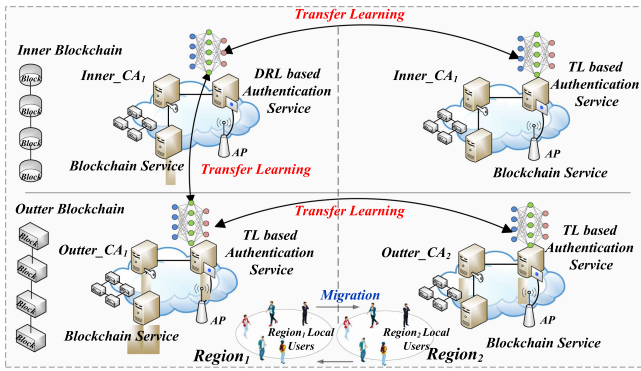 Transfer Learning
Inner Blockchain
Block
Block
Block
Block
Inner_CA1
DRL based
Authentication
Service
AP
Blockchain Service
Inner_CA1
TL based
Authentication
Service
AP
Blockchain Service
Transfer Learning
Outter Blockchain
Block
Block
Block
Block
Transfer Learning
Outter_CA1
TL based
Authentication
Service
AP
Blockchain Service
Outter_CA2
TL based
Authentication
Service
AP
Blockchain Service
Migration
Region1 Local
Users
Region2 Local
Users
Region1
Region2